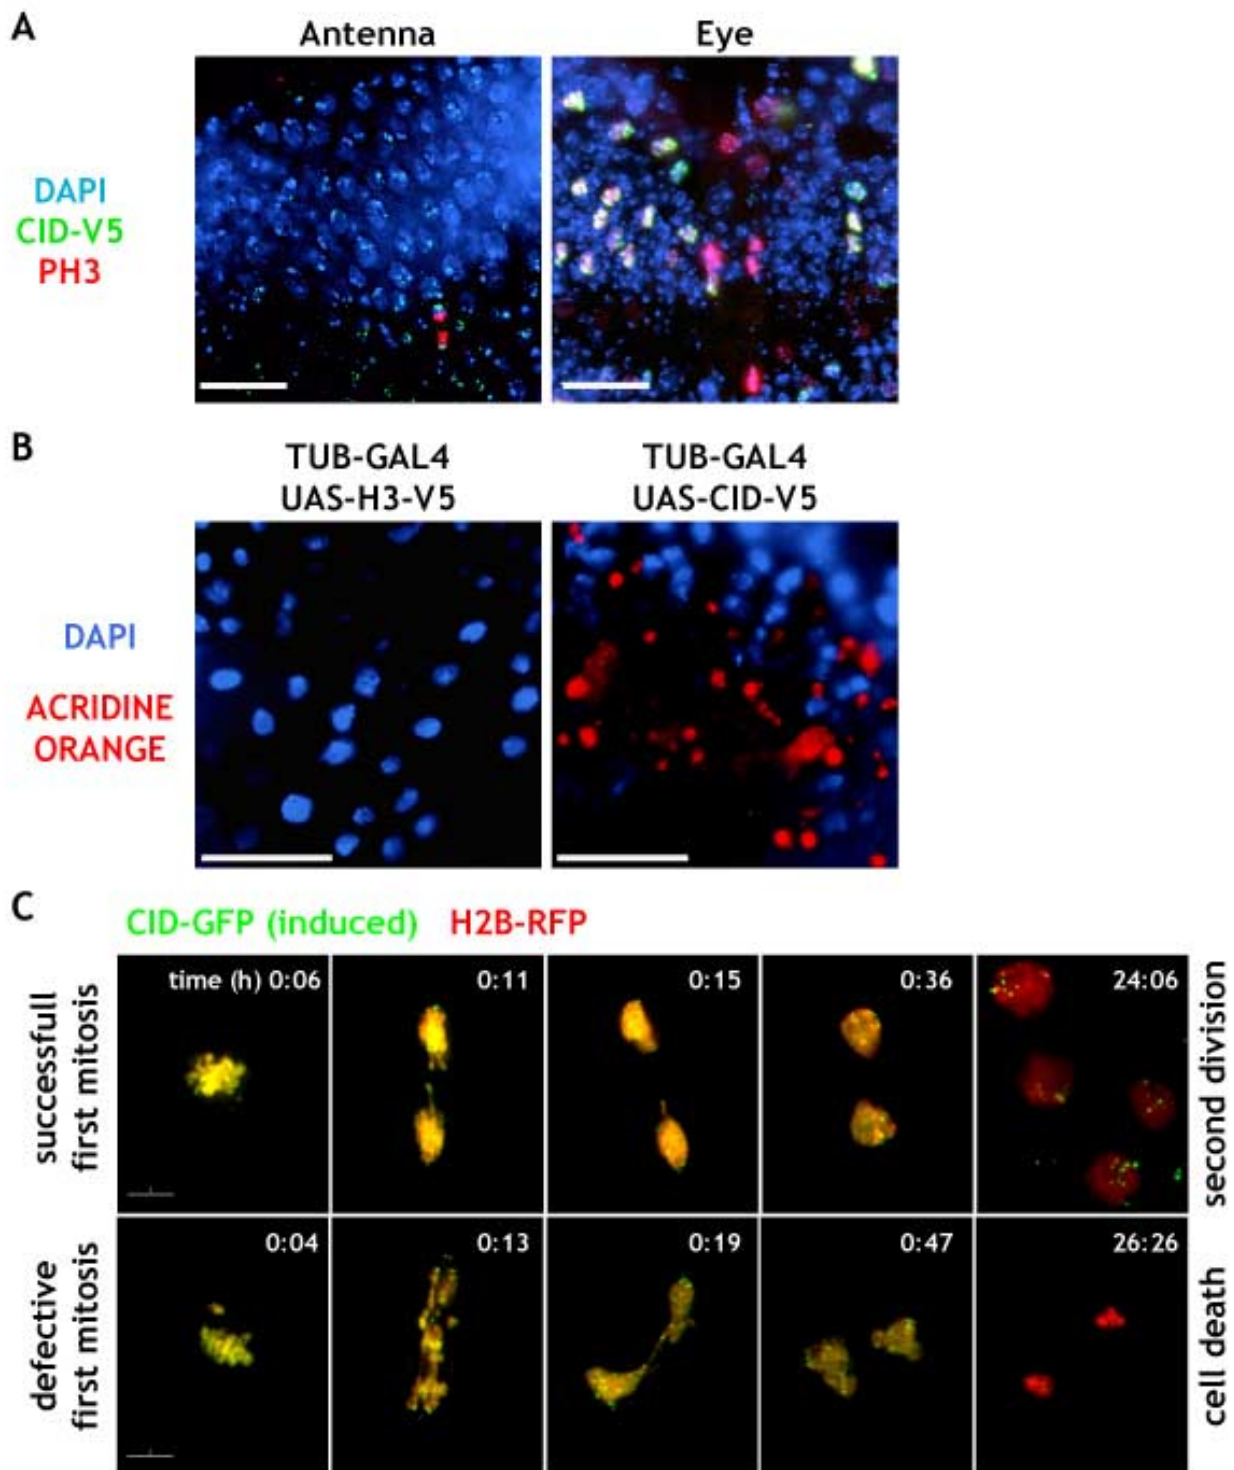 A
Antenna
Eye
DAPI
CID-V5
PH3
B
TUB-GAL4
UAS-H3-V5
TUB-GAL4
UAS-CID-V5
DAPI
ACRIDINE
ORANGE
C
CID-GFP (induced) H2B-RFP
successfull
first mitosis
time (h) 0:06
0:11
0:15
0:36
24:06
second division
defective
first mitosis
0:04
0:13
0:19
0:47
26:26
cell death